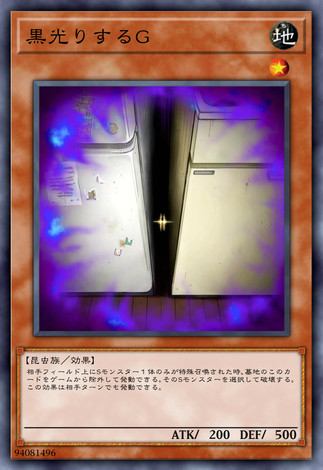 黒光りするG
地
【昆虫族／効果】
相手フィールド上にSモンスター１体のみが特殊召喚された時、墓地のこのカ
ードをゲームから除外して発動できる。そのSモンスターを選択して破壊する。
この効果は相手ターンでも発動できる。
ATK/ 200 DEF/ 500
94081496